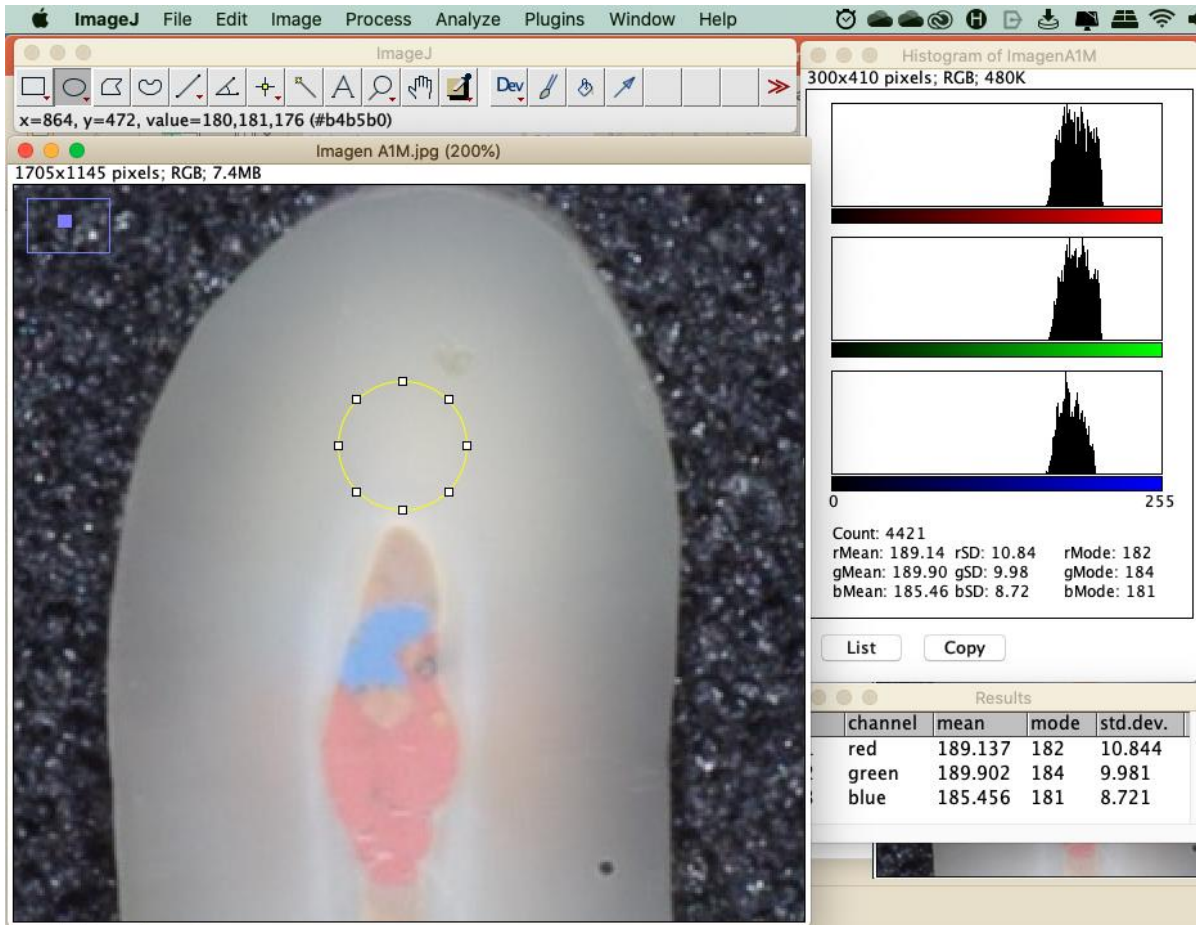 ImageJ File Edit Image Process Analyze Plugins Window Help
ImageJ
Dev
x=864, y=472, value=180,181,176 (#b4b5b0)
Imagen A1M.jpg (200%)
1705x1145 pixels; RGB; 7.4MB
Histogram of ImagenA1M
300x410 pixels; RGB; 480K
0 255
Count: 4421
rMean: 189.14 rSD: 10.84 rMode: 182
gMean: 189.90 gSD: 9.98 gMode: 184
bMean: 185.46 bSD: 8.72 bMode: 181
List Copy
Results
channel mean mode std.dev.
red 189.137 182 10.844
green 189.902 184 9.981
blue 185.456 181 8.721